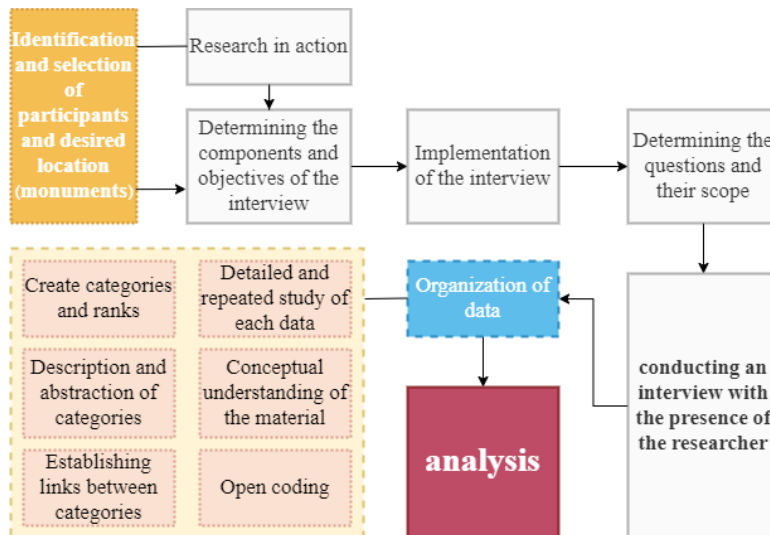 Identification
and selection
of
participants
and desired
location
(monuments)
Research in action
Determining the
components and
objectives of the
interview
Implementation
of the interview
Determining the
questions and
their scope
conducting an
interview with
the presence of
the researcher
Organization of
data
analysis
Create categories
and ranks
Detailed and
repeated study of
each data
Description and
abstraction of
categories
Conceptual
understanding of
the material
Establishing
links between
categories
Open coding